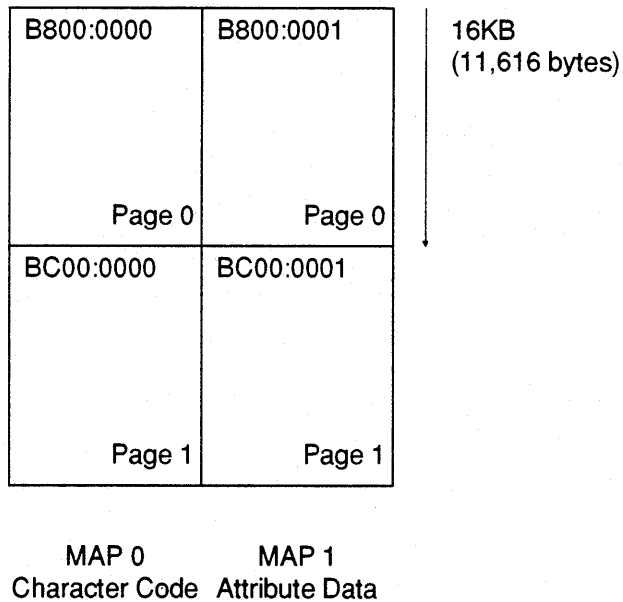 B800:0000 B800:0001 16KB
(11,616 bytes)
Page 0 Page 0
BC00:0000 BC00:0001
Page 1 Page 1
MAP 0 MAP 1
Character Code Attribute Data